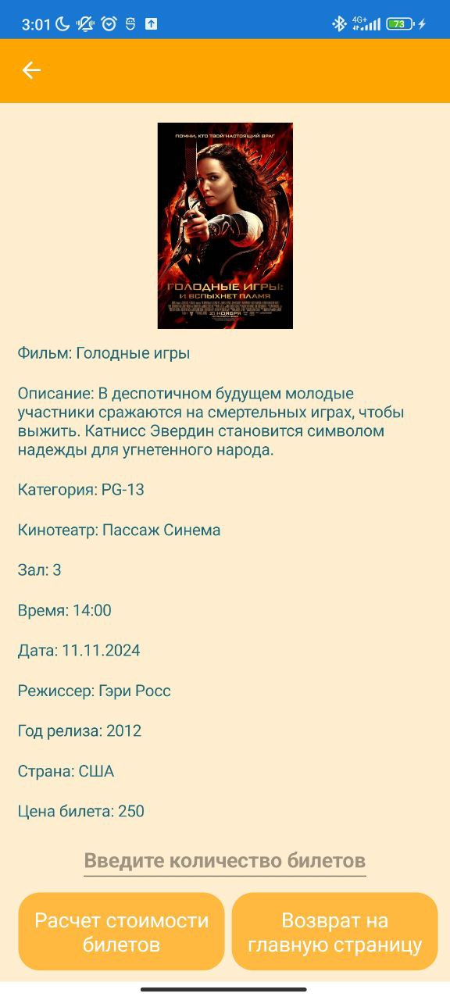 3:01
4G+
73
ПОМНИ, КТО ТВОЙ НАСТОЯЩИЙ ВРАГ
ГОЛОДНЫЕ ИГРЫ:
И ВСПЫХНЕТ ПЛАМЯ
21 НОЯБРЯ
Фильм: Голодные игры
Описание: В деспотичном будущем молодые
участники сражаются на смертельных играх, чтобы
выжить. Катнисс Эвердин становится символом
надежды для угнетенного народа.
Категория: PG-13
Кинотеатр: Пассаж Синема
Зал: 3
Время: 14:00
Дата: 11.11.2024
Режиссер: Гэри Росс
Год релиза: 2012
Страна: США
Цена билета: 250
Введите количество билетов
Расчет стоимости
билетов
Возврат на
главную страницу